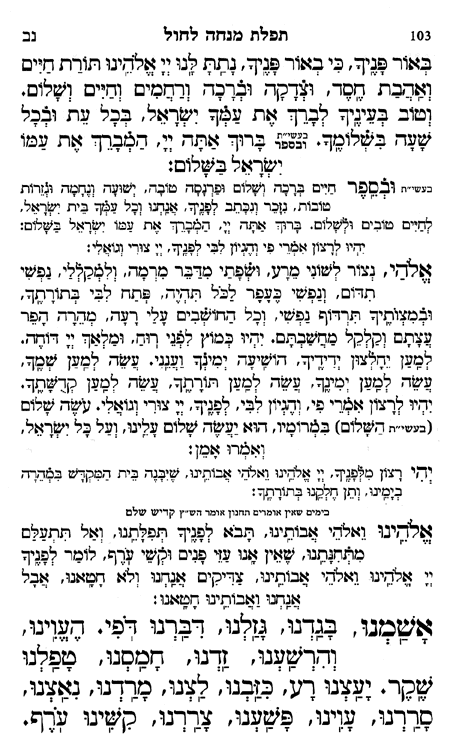 103 תפלת מנחה לחול נב
בְּאוֹר פָּנֶיךָ, כִּי בְאוֹר פָּנֶיךָ, נָתַתָּ לָּנוּ יְיָ אֱלֹהֵינוּ תּוֹרַת חַיִּים
וְאַהֲבַת חֶסֶד, וּצְדָקָה וּבְרָכָה וְרַחֲמִים וְחַיִּים וְשָׁלוֹם.
וְטוֹב בְּעֵינֶיךָ לְבָרֵךְ אֶת עַמְּךָ יִשְׂרָאֵל, בְּכָל עֵת וּבְכָל
שָׁעָה בִּשְׁלוֹמֶךָ. בעשי״ת ובספר בָּרוּךְ אַתָּה יְיָ, הַמְבָרֵךְ אֶת עַמּוֹ
יִשְׂרָאֵל בַּשָּׁלוֹם:
בעשי״ת וּבְסֵפֶר חַיִּים בְּרָכָה וְשָׁלוֹם וּפַרְנָסָה טוֹבָה, יְשׁוּעָה וְנֶחָמָה וּגְזֵרוֹת
טוֹבוֹת, נִזָּכֵר וְנִכָּתֵב לְפָנֶיךָ, אֲנַחְנוּ וְכָל עַמְּךָ בֵּית יִשְׂרָאֵל,
לְחַיִּים טוֹבִים וּלְשָׁלוֹם. בָּרוּךְ אַתָּה יְיָ, הַמְבָרֵךְ אֶת עַמּוֹ יִשְׂרָאֵל בַּשָּׁלוֹם:
יִהְיוּ לְרָצוֹן אִמְרֵי פִי וְהֶגְיוֹן לִבִּי לְפָנֶיךָ, יְיָ צוּרִי וְגוֹאֲלִי:
אֱלֹהַי, נְצוֹר לְשׁוֹנִי מֵרָע, וּשְׂפָתַי מִדַּבֵּר מִרְמָה, וְלִמְקַלְלַי, נַפְשִׁי
תִדּוֹם, וְנַפְשִׁי כֶּעָפָר לַכֹּל תִּהְיֶה, פְּתַח לִבִּי בְּתוֹרָתֶךָ,
וּבְמִצְוֹתֶיךָ תִּרְדּוֹף נַפְשִׁי, וְכָל הַחוֹשְׁבִים עָלַי רָעָה, מְהֵרָה הָפֵר
עֲצָתָם וְקַלְקֵל מַחֲשַׁבְתָּם. יִהְיוּ כְּמוֹץ לִפְנֵי רוּחַ, וּמַלְאַךְ יְיָ דּוֹחֶה.
לְמַעַן יֵחָלְצוּן יְדִידֶיךָ, הוֹשִׁיעָה יְמִינְךָ וַעֲנֵנִי. עֲשֵׂה לְמַעַן שְׁמֶךָ,
עֲשֵׂה לְמַעַן יְמִינֶךָ, עֲשֵׂה לְמַעַן תּוֹרָתֶךָ, עֲשֵׂה לְמַעַן קְדֻשָּׁתֶךָ.
יִהְיוּ לְרָצוֹן אִמְרֵי פִי, וְהֶגְיוֹן לִבִּי, לְפָנֶיךָ, יְיָ צוּרִי וְגוֹאֲלִי. עֹשֶׂה שָׁלוֹם
(בעשי״ת הַשָּׁלוֹם) בִּמְרוֹמָיו, הוּא יַעֲשֶׂה שָׁלוֹם עָלֵינוּ, וְעַל כָּל יִשְׂרָאֵל,
וְאִמְרוּ אָמֵן:
יְהִי רָצוֹן מִלְּפָנֶיךָ, יְיָ אֱלֹהֵינוּ וֵאלֹהֵי אֲבוֹתֵינוּ, שֶׁיִּבָּנֶה בֵּית הַמִּקְדָּשׁ בִּמְהֵרָה
בְיָמֵינוּ, וְתֵן חֶלְקֵנוּ בְּתוֹרָתֶךָ:
בימים שאין אומרים תחנון אומר הש״ץ קדיש שלם
אֱלֹהֵינוּ וֵאלֹהֵי אֲבוֹתֵינוּ, תָּבֹא לְפָנֶיךָ תְּפִלָּתֵנוּ, וְאַל תִּתְעַלַּם
מִתְּחִנָּתֵנוּ, שֶׁאֵין אָנוּ עַזֵּי פָנִים וּקְשֵׁי עֹרֶף, לוֹמַר לְפָנֶיךָ
יְיָ אֱלֹהֵינוּ וֵאלֹהֵי אֲבוֹתֵינוּ, צַדִּיקִים אֲנַחְנוּ וְלֹא חָטָאנוּ, אֲבָל
אֲנַחְנוּ וַאֲבוֹתֵינוּ חָטָאנוּ:
אָשַׁמְנוּ, בָּגַדְנוּ, גָּזַלְנוּ, דִּבַּרְנוּ דֹּפִי. הֶעֱוִינוּ,
וְהִרְשַׁעְנוּ, זַדְנוּ, חָמַסְנוּ, טָפַלְנוּ
שֶׁקֶר. יָעַצְנוּ רָע, כִּזַּבְנוּ, לַצְנוּ, מָרַדְנוּ, נִאַצְנוּ,
סָרַרְנוּ, עָוִינוּ, פָּשַׁעְנוּ, צָרַרְנוּ, קִשִּׁינוּ עֹרֶף.